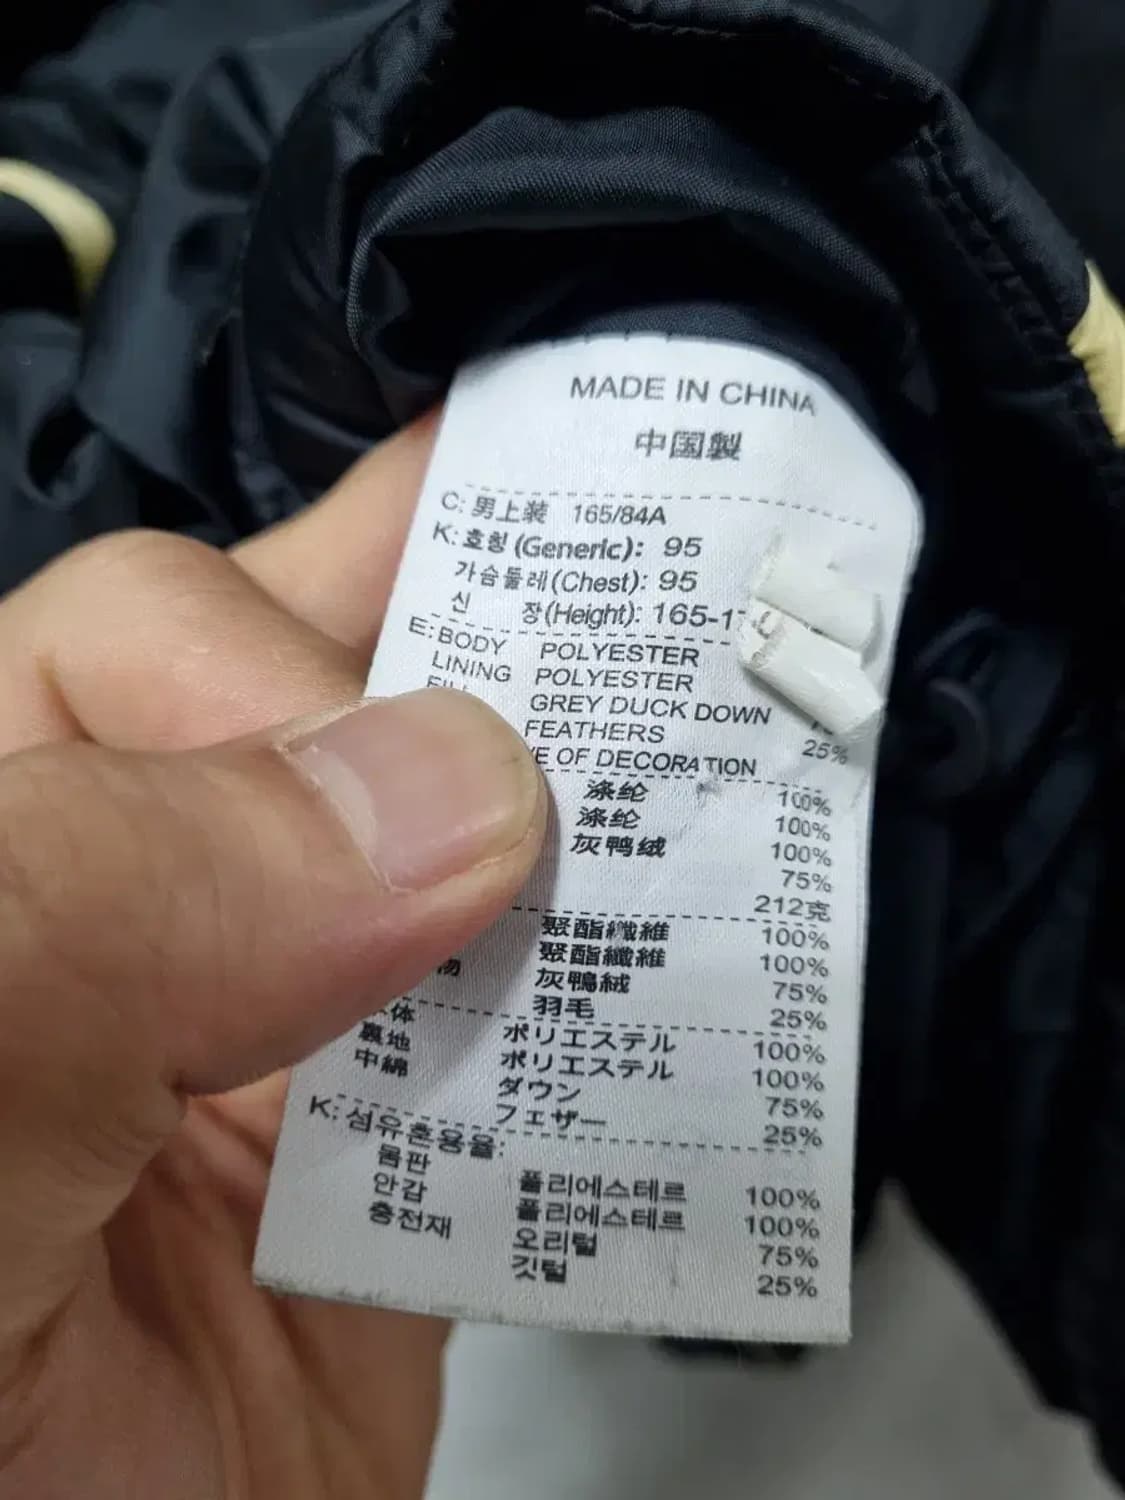 MADE IN CHINA
中国製
C: 男上装 165/84A
K: 호칭 (Generic): 95
가슴둘레(Chest): 95
신 장(Height): 165-1
E: BODY POLYESTER
LINING POLYESTER
GREY DUCK DOWN
FEATHERS 25%
OF DECORATION
涤纶 100%
涤纶 100%
灰鸭绒 100%
75%
212克
聚酯纖維 100%
聚酯纖維 100%
物 灰鴨絨 75%
羽毛 25%
体 ポリエステル 100%
裏地 ポリエステル 100%
中綿 ダウン 75%
フェザー 25%
K: 섬유혼용율:
몸판 폴리에스테르 100%
안감 폴리에스테르 100%
충전재 오리털 75%
깃털 25%